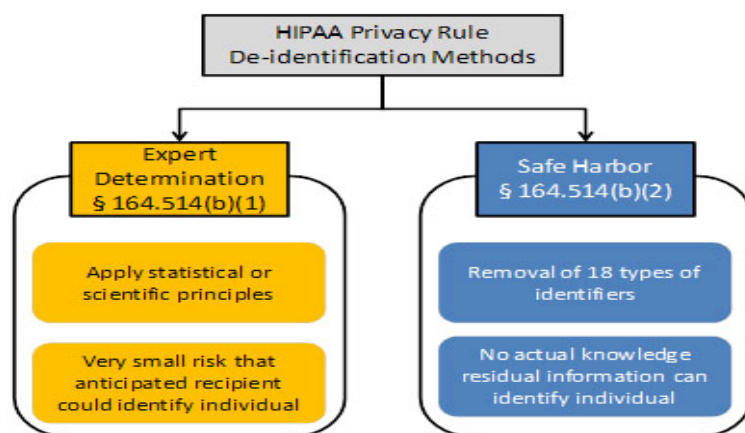 HIPAA Privacy Rule
De-identification Methods
Expert
Determination
§ 164.514(b)(1)
Apply statistical or
scientific principles
Very small risk that
anticipated recipient
could identify individual
Safe Harbor
§ 164.514(b)(2)
Removal of 18 types of
identifiers
No actual knowledge
residual information can
identify individual